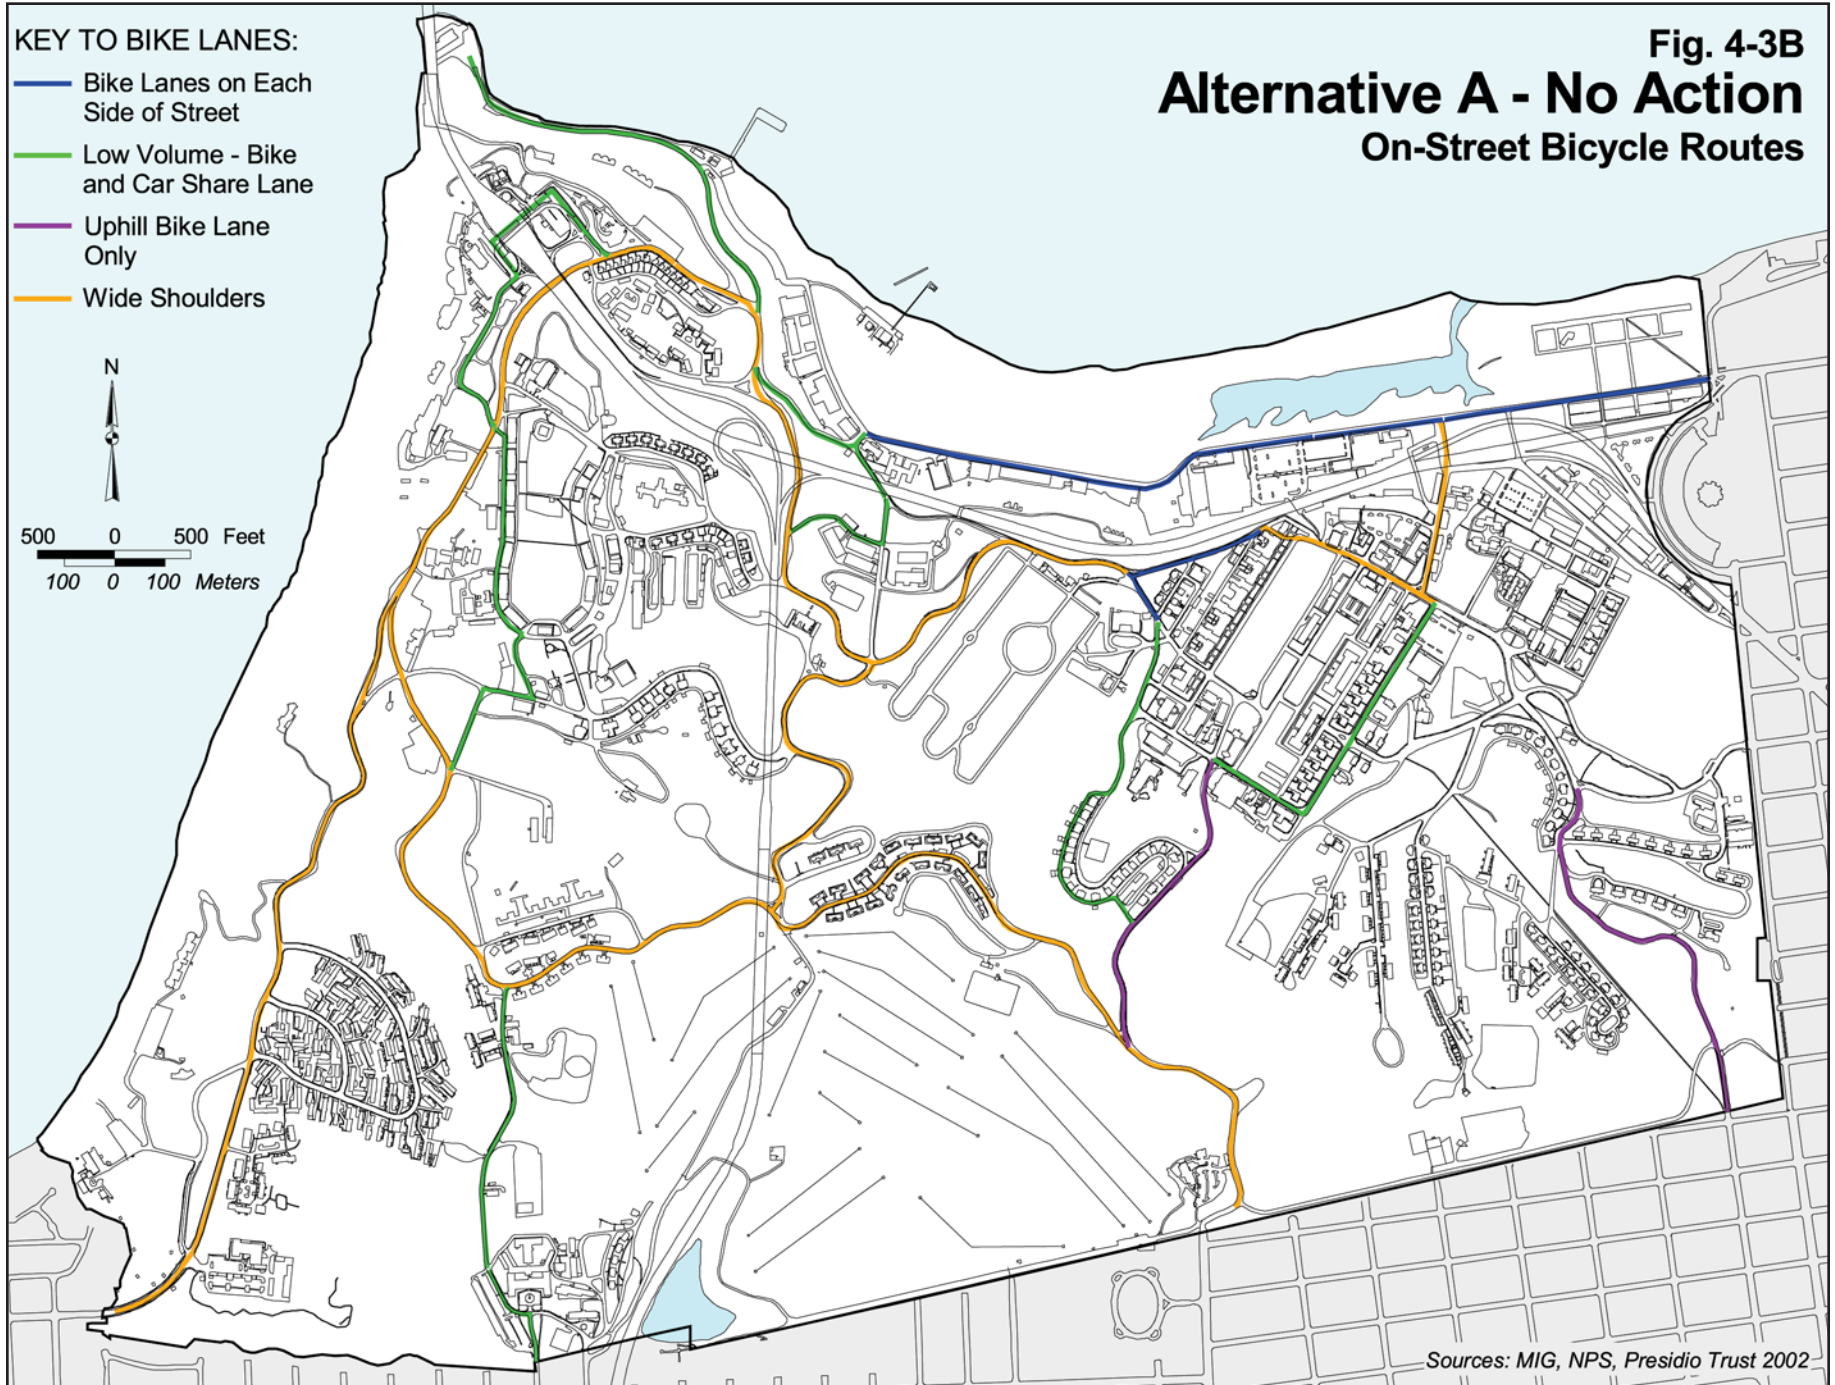 KEY TO BIKE LANES:
Bike Lanes on Each
Side of Street
Low Volume - Bike
and Car Share Lane
Uphill Bike Lane
Only
Wide Shoulders
Fig. 4-3B
Alternative A - No Action
On-Street Bicycle Routes
N
500 0 500 Feet
100 0 100 Meters
Sources: MIG, NPS, Presidio Trust 2002